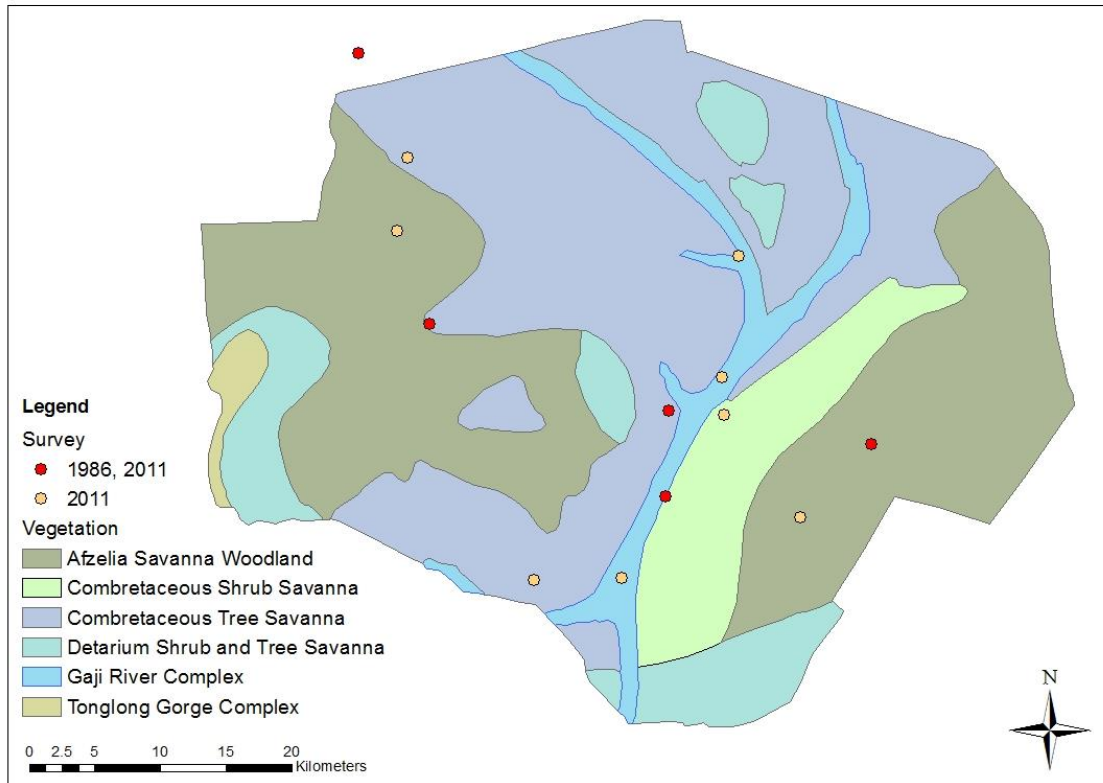 Legend
Survey
1986, 2011
2011
Vegetation
Afzelia Savanna Woodland
Combretaceous Shrub Savanna
Combretaceous Tree Savanna
Detarium Shrub and Tree Savanna
Gaji River Complex
Tonglong Gorge Complex
0 2.5 5 10 15 20
Kilometers
N